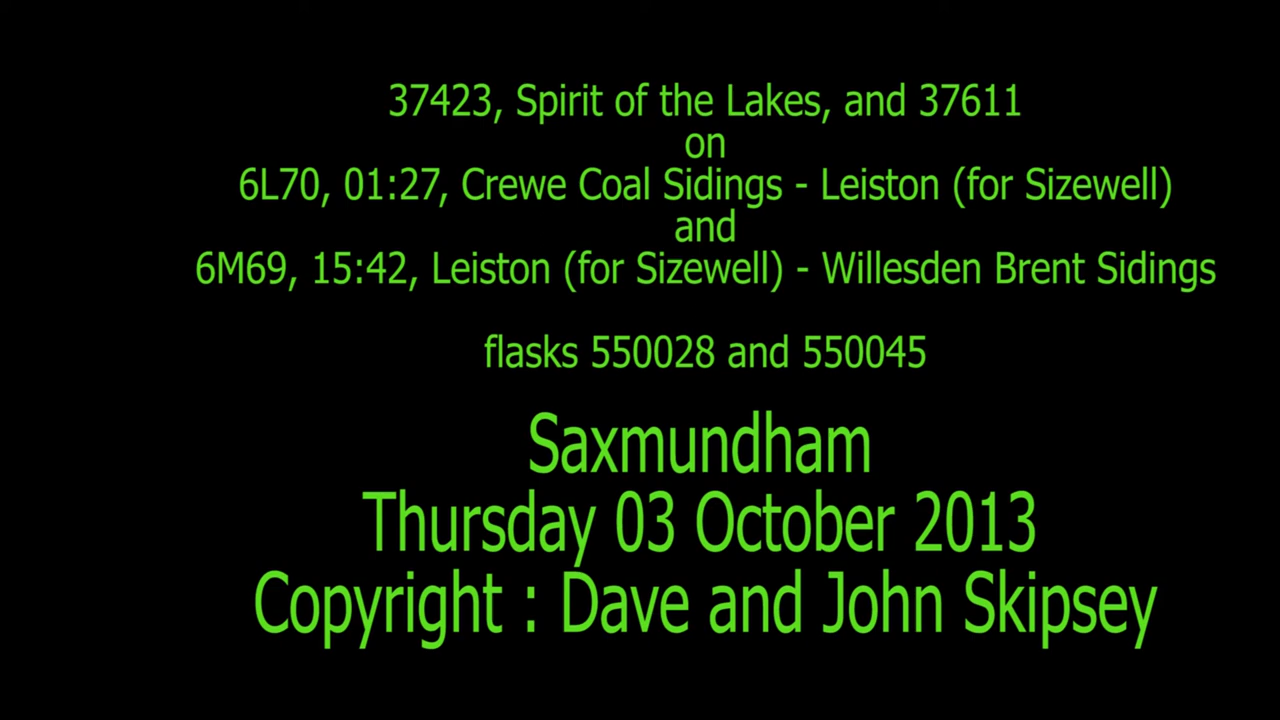 37423, Spirit of the Lakes, and 37611
on
6L70, 01:27, Crewe Coal Sidings - Leiston (for Sizewell)
and
6M69, 15:42, Leiston (for Sizewell) - Willesden Brent Sidings
flasks 550028 and 550045
Saxmundham
Thursday 03 October 2013
Copyright : Dave and John Skipsey